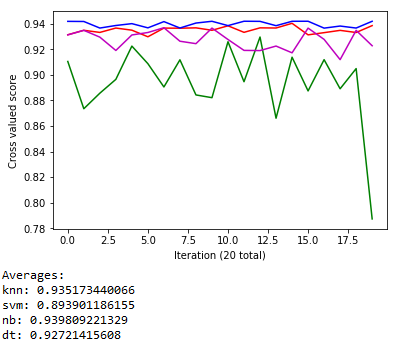 0.94
0.92
0.90
0.88
0.86
0.84
0.82
0.80
0.78
Cross valued score
0.0 2.5 5.0 7.5 10.0 12.5 15.0 17.5
Iteration (20 total)
Averages:
knn: 0.935173440066
svm: 0.893901186155
nb: 0.939809221329
dt: 0.92721415608